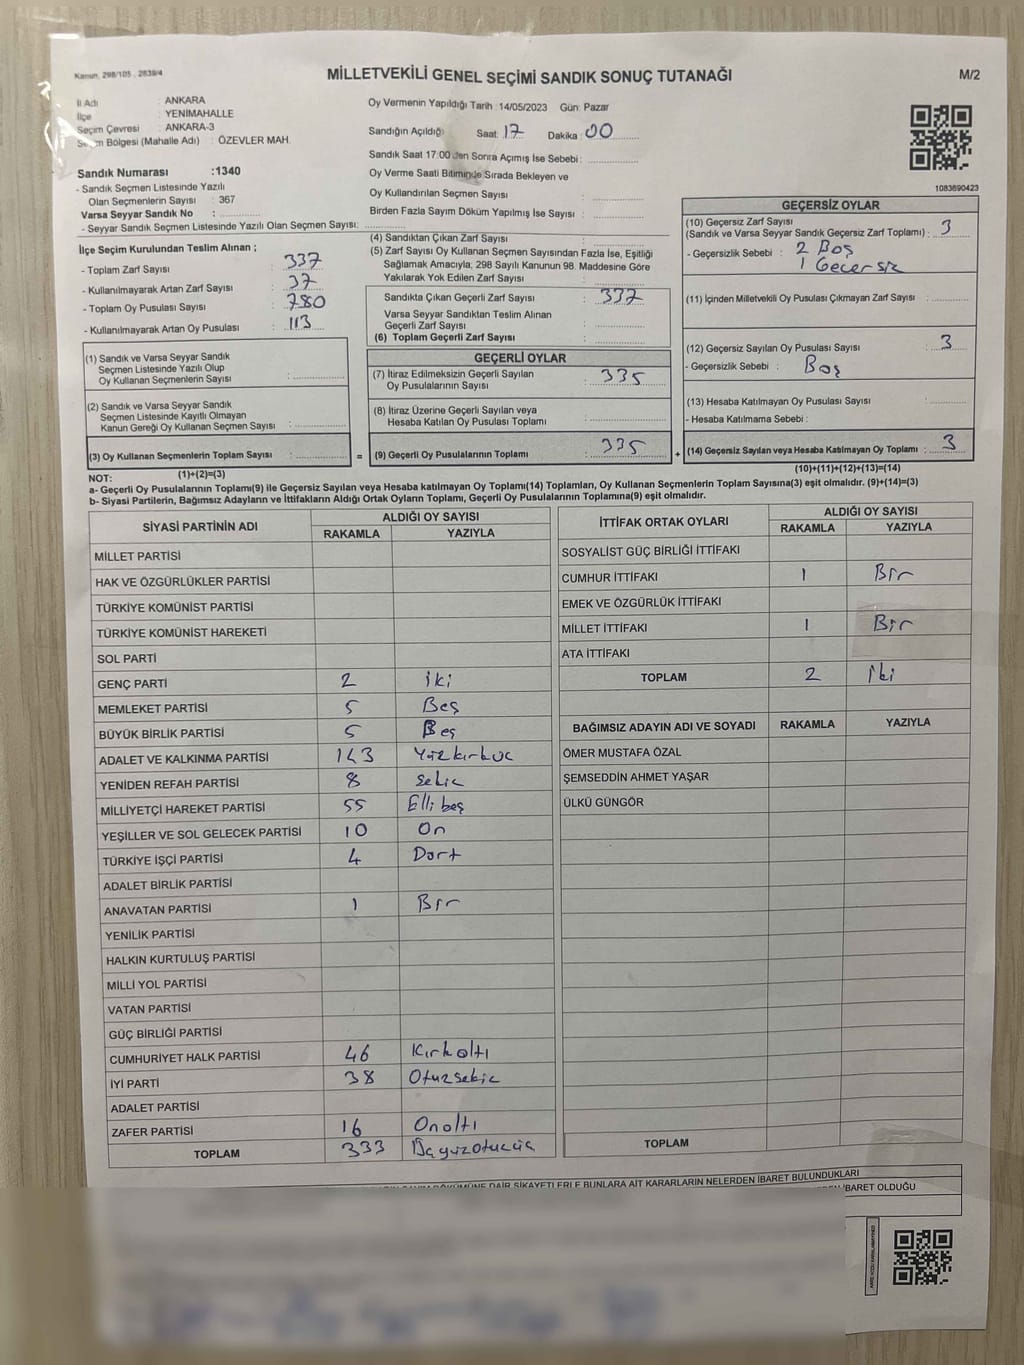 Kanun, 298/105 , 2839/4
MİLLETVEKİLİ GENEL SEÇİMİ SANDIK SONUÇ TUTANAĞI
M/2
İl Adı : ANKARA
İlçe : YENİMAHALLE
Seçim Çevresi : ANKARA-3
Seçim Bölgesi (Mahalle Adı) : ÖZEVLER MAH.
Sandık Numarası :1340
- Sandık Seçmen Listesinde Yazılı
Olan Seçmenlerin Sayısı : 367
Varsa Seyyar Sandık No :
- Seyyar Sandık Seçmen Listesinde Yazılı Olan Seçmen Sayısı:
İlçe Seçim Kurulundan Teslim Alınan ;
- Toplam Zarf Sayısı : 337
- Kullanılmayarak Artan Zarf Sayısı : 37
- Toplam Oy Pusulası Sayısı : 780
- Kullanılmayarak Artan Oy Pusulası : 113
Oy Vermenin Yapıldığı Tarih :14/05/2023 Gün: Pazar
Sandığın Açıldığı Saat: 17 Dakika : 00
Sandık Saat 17:00'den Sonra Açımış İse Sebebi :
Oy Verme Saati Bitiminde Sırada Bekleyen ve
Oy Kullandırılan Seçmen Sayısı :
Birden Fazla Sayım Döküm Yapılmış İse Sayısı :
(4) Sandıktan Çıkan Zarf Sayısı :
(5) Zarf Sayısı Oy Kullanan Seçmen Sayısından Fazla İse, Eşitliği
Sağlamak Amacıyla; 298 Sayılı Kanunun 98. Maddesine Göre
Yakılarak Yok Edilen Zarf Sayısı :
Sandıkta Çıkan Geçerli Zarf Sayısı : 337
Varsa Seyyar Sandıktan Teslim Alınan
Geçerli Zarf Sayısı :
(6) Toplam Geçerli Zarf Sayısı :
1083690423
GEÇERSİZ OYLAR
(10) Geçersiz Zarf Sayısı
(Sandık ve Varsa Seyyar Sandık Geçersiz Zarf Toplamı) : 3
- Geçersizlik Sebebi : 2 Boş
1 Geçersiz
(11) İçinden Milletvekili Oy Pusulası Çıkmayan Zarf Sayısı :
(12) Geçersiz Sayılan Oy Pusulası Sayısı : 3
- Geçersizlik Sebebi : Boş
(13) Hesaba Katılmayan Oy Pusulası Sayısı :
- Hesaba Katılmama Sebebi :
(14) Geçersiz Sayılan veya Hesaba Katılmayan Oy Toplamı : 3
(1) Sandık ve Varsa Seyyar Sandık
Seçmen Listesinde Yazılı Olup
Oy Kullanan Seçmenlerin Sayısı :
(2) Sandık ve Varsa Seyyar Sandık
Seçmen Listesinde Kayıtlı Olmayan
Kanun Gereği Oy Kullanan Seçmen Sayısı :
(3) Oy Kullanan Seçmenlerin Toplam Sayısı : =
GEÇERLİ OYLAR
(7) İtiraz Edilmeksizin Geçerli Sayılan
Oy Pusulalarının Sayısı : 335
(8) İtiraz Üzerine Geçerli Sayılan veya
Hesaba Katılan Oy Pusulası Toplamı :
(9) Geçerli Oy Pusulalarının Toplamı : 335 +
NOT: (1)+(2)=(3)
(10)+(11)+(12)+(13)=(14)
a- Geçerli Oy Pusulalarının Toplamı(9) ile Geçersiz Sayılan veya Hesaba katılmayan Oy Toplamı(14) Toplamları, Oy Kullanan Seçmenlerin Toplam Sayısına(3) eşit olmalıdır. (9)+(14)=(3)
b- Siyasi Partilerin, Bağımsız Adayların ve İttifakların Aldığı Ortak Oyların Toplamı, Geçerli Oy Pusulalarının Toplamına(9) eşit olmalıdır.
SİYASİ PARTİNİN ADI
ALDIĞI OY SAYISI
RAKAMLA YAZIYLA
MİLLET PARTİSİ
HAK VE ÖZGÜRLÜKLER PARTİSİ
TÜRKİYE KOMÜNİST PARTİSİ
TÜRKİYE KOMÜNİST HAREKETİ
SOL PARTİ
GENÇ PARTİ 2 iki
MEMLEKET PARTİSİ 5 Beş
BÜYÜK BİRLİK PARTİSİ 5 Beş
ADALET VE KALKINMA PARTİSİ 143 Yüzkırküç
YENİDEN REFAH PARTİSİ 8 Sekiz
MİLLİYETÇİ HAREKET PARTİSİ 55 Elli beş
YEŞİLLER VE SOL GELECEK PARTİSİ 10 On
TÜRKİYE İŞÇİ PARTİSİ 4 Dört
ADALET BİRLİK PARTİSİ
ANAVATAN PARTİSİ 1 Bir
YENİLİK PARTİSİ
HALKIN KURTULUŞ PARTİSİ
MİLLİ YOL PARTİSİ
VATAN PARTİSİ
GÜÇ BİRLİĞİ PARTİSİ
CUMHURİYET HALK PARTİSİ 46 Kırkaltı
İYİ PARTİ 38 Otuzsekiz
ADALET PARTİSİ
ZAFER PARTİSİ 16 Onaltı
TOPLAM 333 Üçyüzotuzüç
İTTİFAK ORTAK OYLARI
ALDIĞI OY SAYISI
RAKAMLA YAZIYLA
SOSYALİST GÜÇ BİRLİĞİ İTTİFAKI
CUMHUR İTTİFAKI 1 Bir
EMEK VE ÖZGÜRLÜK İTTİFAKI
MİLLET İTTİFAKI 1 Bir
ATA İTTİFAKI
TOPLAM 2 İki
BAĞIMSIZ ADAYIN ADI VE SOYADI RAKAMLA YAZIYLA
ÖMER MUSTAFA ÖZAL
ŞEMSEDDİN AHMET YAŞAR
ÜLKÜ GÜNGÖR
TOPLAM
DÖKÜMÜNE DAİR ŞİKAYETLERLE BUNLARA AİT KARARLARIN NELERDEN İBARET BULUNDUKLARI
İBARET OLDUĞU